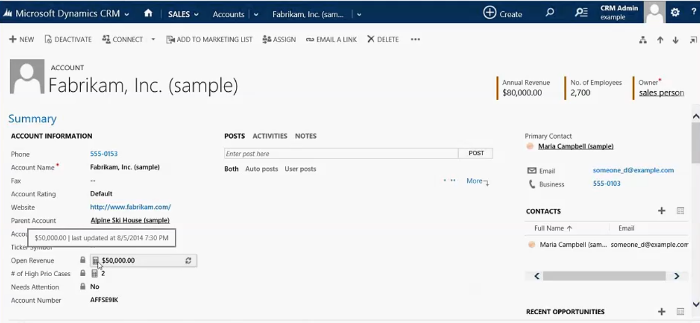 Microsoft Dynamics CRM SALES Accounts Fabrikam, Inc. (sam... Create CRM Admin
example
+ NEW DEACTIVATE CONNECT ADD TO MARKETING LIST ASSIGN EMAIL A LINK DELETE ...
ACCOUNT
Fabrikam, Inc. (sample)
Annual Revenue No. of Employees Owner*
$80,000.00 2,700 sales person
Summary
ACCOUNT INFORMATION
Phone 555-0153
Account Name* Fabrikam, Inc. (sample)
Fax --
Account Rating Default
Website http://www.fabrikam.com/
Parent Account Alpine Ski House (sample)
Accou
$50,000.00 | last updated at 8/5/2014 7:30 PM
Ticker Symbol
Open Revenue $50,000.00
# of High Prio Cases 2
Needs Attention No
Account Number AFFSE9IK
POSTS ACTIVITIES NOTES
Enter post here POST
Both Auto posts User posts
More
Primary Contact
Maria Campbell (sample)
Email someone_d@example.com
Business 555-0103
CONTACTS +
Full Name ↑ Email
Maria Campbell (sam... someone_d@example.com
RECENT OPPORTUNITIES +